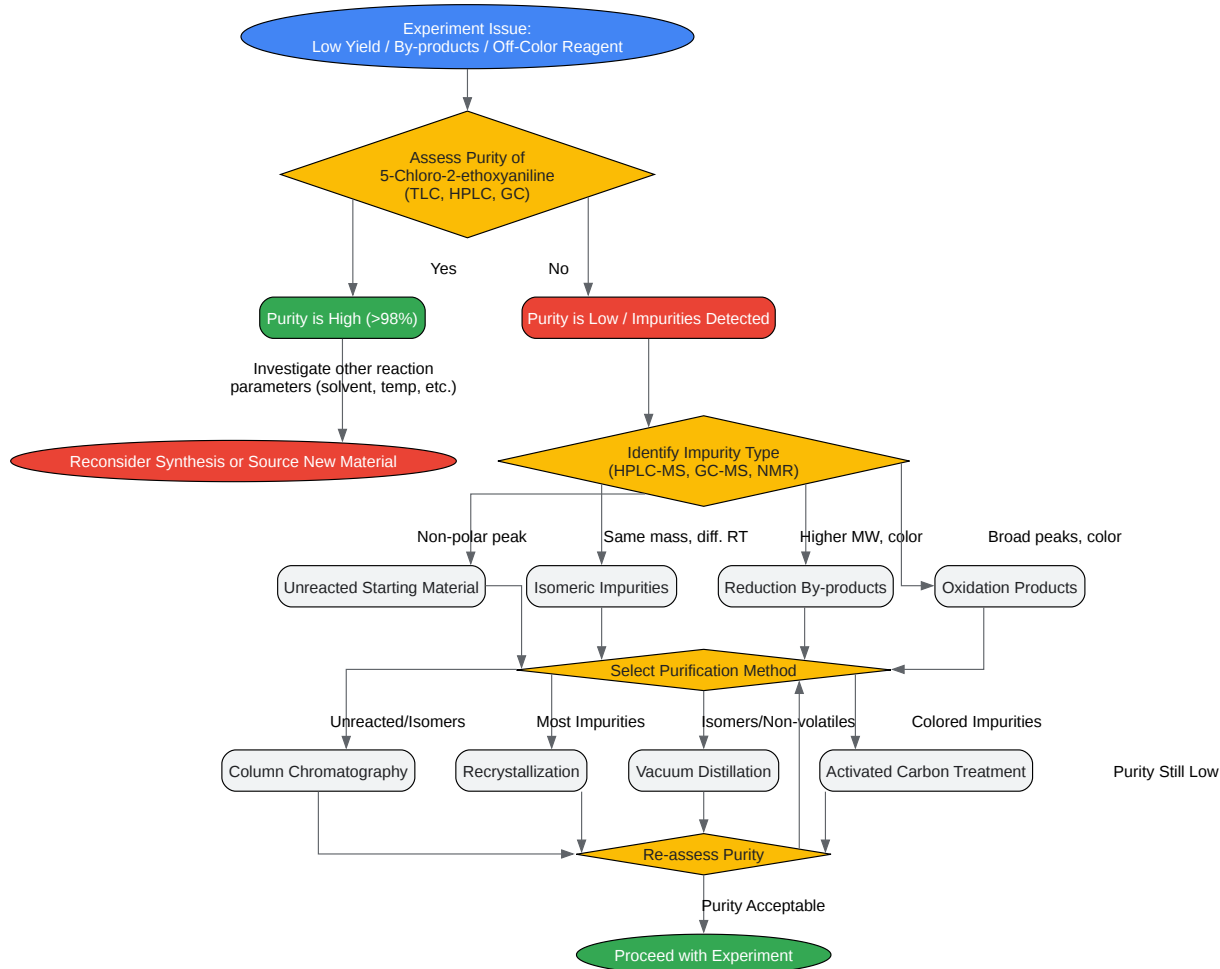 Experiment Issue:
Low Yield / By-products / Off-Color Reagent
Assess Purity of
5-Chloro-2-ethoxyaniline
(TLC, HPLC, GC)
Yes
No
Purity is High (>98%)
Purity is Low / Impurities Detected
Investigate other reaction
parameters (solvent, temp, etc.)
Reconsider Synthesis or Source New Material
Identify Impurity Type
(HPLC-MS, GC-MS, NMR)
Non-polar peak
Same mass, diff. RT
Higher MW, color
Broad peaks, color
Unreacted Starting Material
Isomeric Impurities
Reduction By-products
Oxidation Products
Select Purification Method
Unreacted/Isomers
Most Impurities
Isomers/Non-volatiles
Colored Impurities
Column Chromatography
Recrystallization
Vacuum Distillation
Activated Carbon Treatment
Purity Still Low
Re-assess Purity
Purity Acceptable
Proceed with Experiment